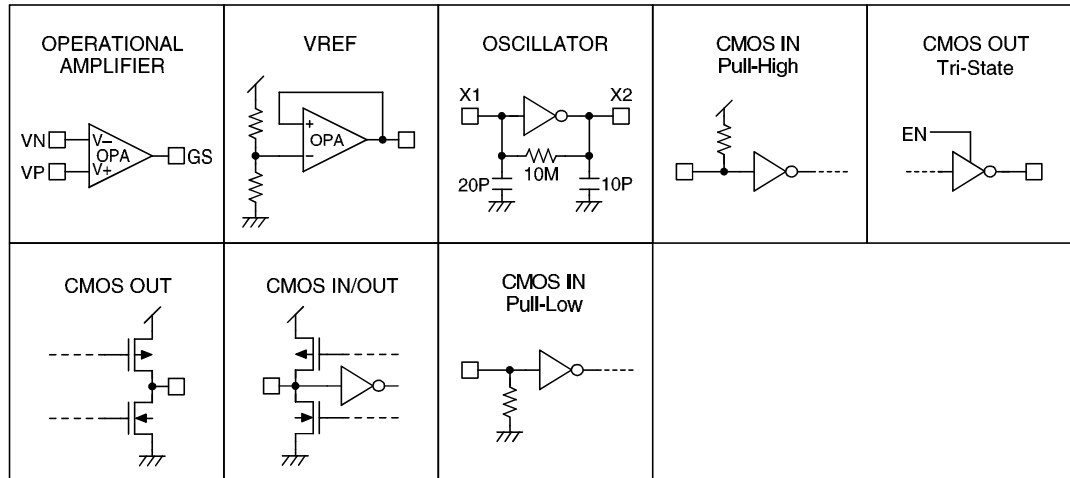 OPERATIONAL
AMPLIFIER
VN
V−
OPA
GS
VP
V+
VREF
+
OPA
−
OSCILLATOR
X1
X2
10M
20P
10P
CMOS IN
Pull-High
CMOS OUT
Tri-State
EN
CMOS OUT
CMOS IN/OUT
CMOS IN
Pull-Low